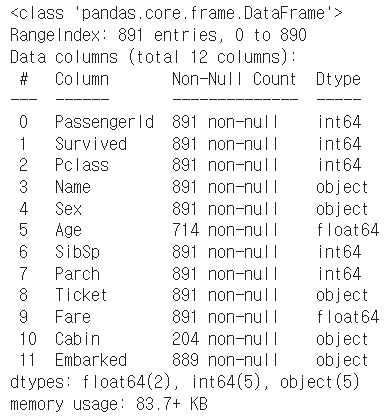 <class 'pandas.core.frame.DataFrame'>
RangeIndex: 891 entries, 0 to 890
Data columns (total 12 columns):
 #   Column       Non-Null Count  Dtype
---  ------       --------------  -----
 0   PassengerId  891 non-null    int64
 1   Survived     891 non-null    int64
 2   Pclass       891 non-null    int64
 3   Name         891 non-null    object
 4   Sex          891 non-null    object
 5   Age          714 non-null    float64
 6   SibSp        891 non-null    int64
 7   Parch        891 non-null    int64
 8   Ticket       891 non-null    object
 9   Fare         891 non-null    float64
 10  Cabin        204 non-null    object
 11  Embarked     889 non-null    object
dtypes: float64(2), int64(5), object(5)
memory usage: 83.7+ KB